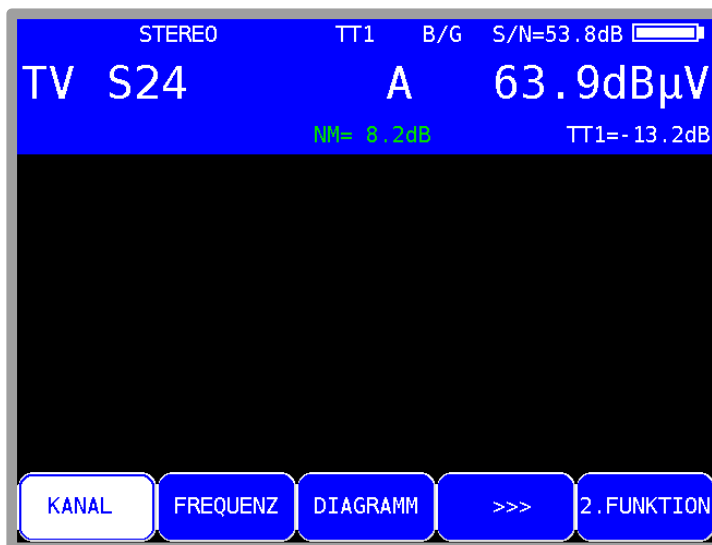 STEREO TT1 B/G S/N=53.8dB
TV S24 A 63.9dBµV
NM= 8.2dB TT1=-13.2dB
KANAL FREQUENZ DIAGRAMM >>> 2.FUNKTION